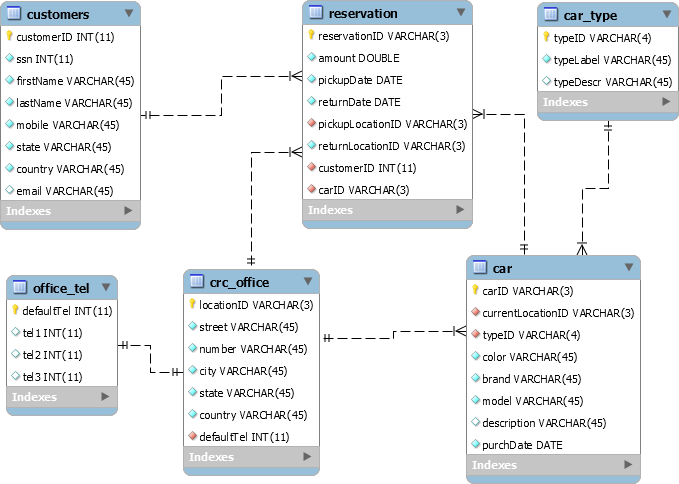 customers
customerID INT(11)
ssn INT(11)
firstName VARCHAR(45)
lastName VARCHAR(45)
mobile VARCHAR(45)
state VARCHAR(45)
country VARCHAR(45)
email VARCHAR(45)
Indexes
reservation
reservationID VARCHAR(3)
amount DOUBLE
pickupDate DATE
returnDate DATE
pickupLocationID VARCHAR(3)
returnLocationID VARCHAR(3)
customerID INT(11)
carID VARCHAR(3)
Indexes
car_type
typeID VARCHAR(4)
typeLabel VARCHAR(45)
typeDescr VARCHAR(45)
Indexes
office_tel
defaultTel INT(11)
tel1 INT(11)
tel2 INT(11)
tel3 INT(11)
Indexes
crc_office
locationID VARCHAR(3)
street VARCHAR(45)
number VARCHAR(45)
city VARCHAR(45)
state VARCHAR(45)
country VARCHAR(45)
defaultTel INT(11)
Indexes
car
carID VARCHAR(3)
currentLocationID VARCHAR(3)
typeID VARCHAR(4)
color VARCHAR(45)
brand VARCHAR(45)
model VARCHAR(45)
description VARCHAR(45)
purchDate DATE
Indexes